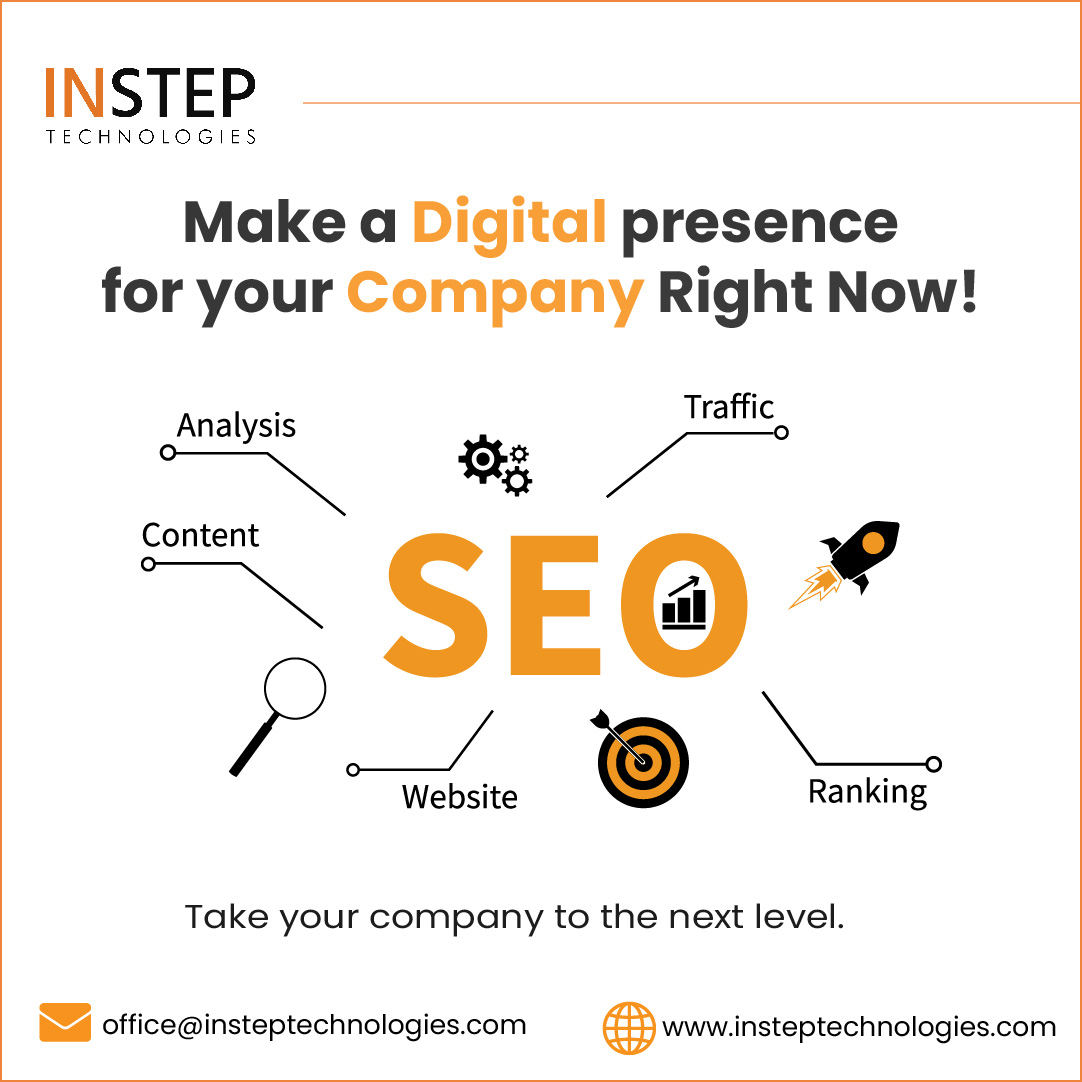 INSTEP
TECHNOLOGIES
Make a Digital presence
for your Company Right Now!
Analysis
Traffic
Content
SEO
Website
Ranking
Take your company to the next level.
office@insteptechnologies.com
www.insteptechnologies.com